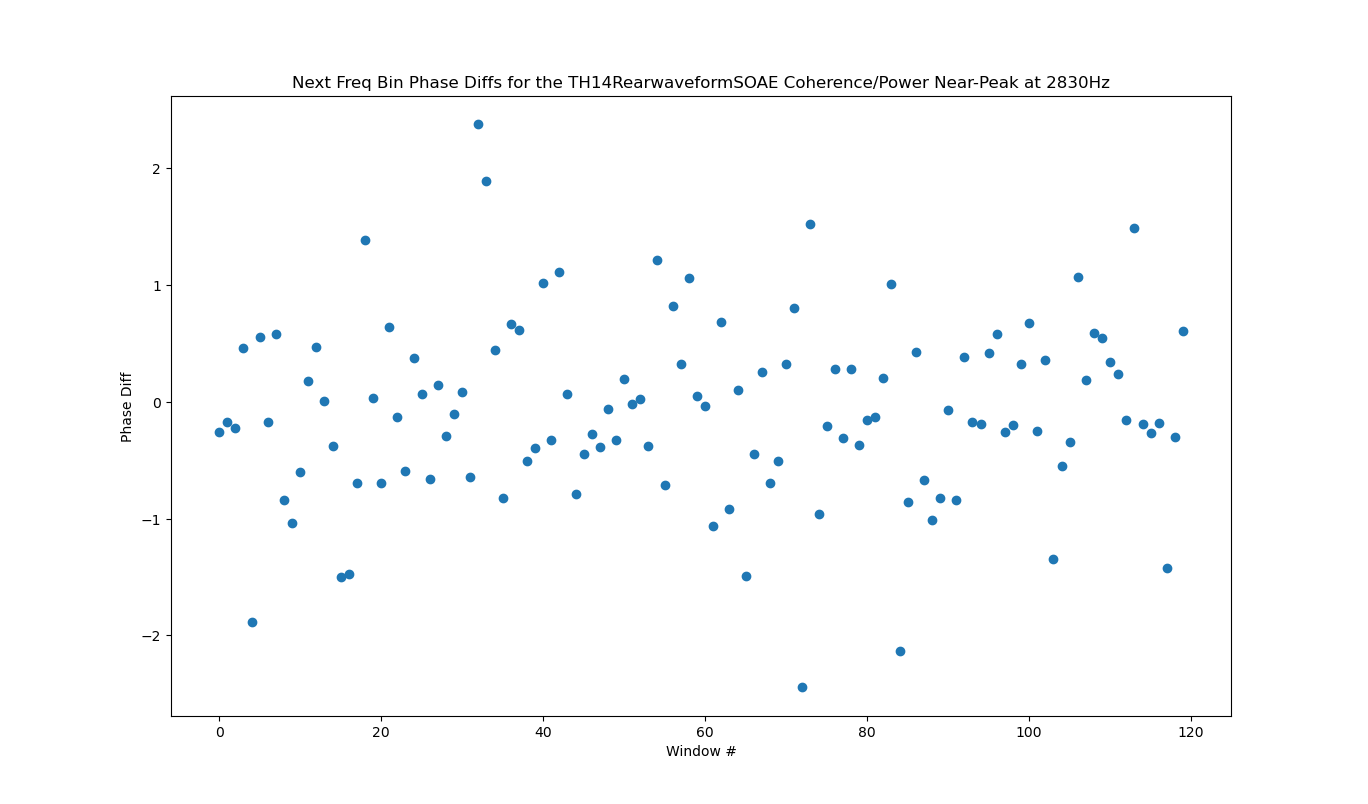 Next Freq Bin Phase Diffs for the TH14RearwaveformSOAE Coherence/Power Near-Peak at 2830Hz
2
1
0
−1
−2
Phase Diff
0 20 40 60 80 100 120
Window #